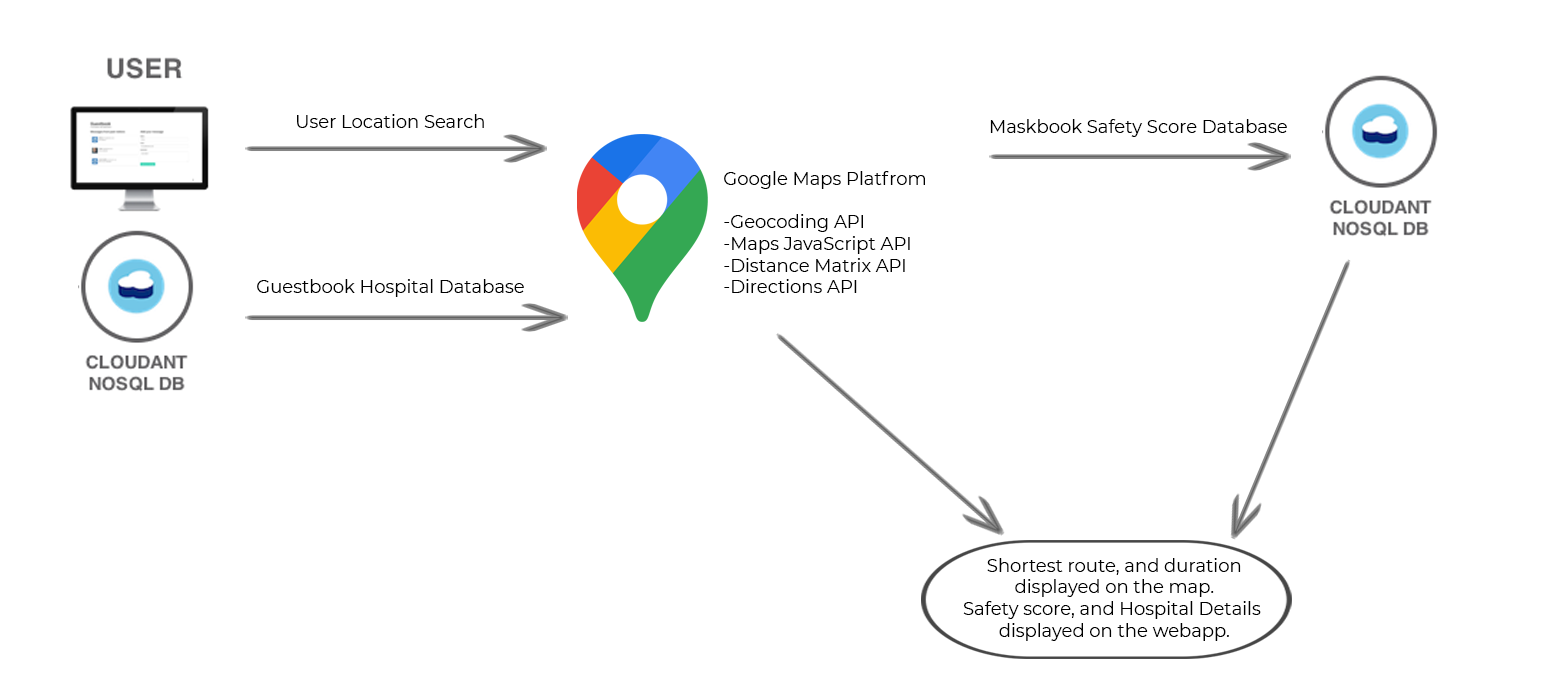 USER
User Location Search
Guestbook Hospital Database
CLOUDANT
NOSQL DB
Google Maps Platfrom
-Geocoding API
-Maps JavaScript API
-Distance Matrix API
-Directions API
Maskbook Safety Score Database
CLOUDANT
NOSQL DB
Shortest route, and duration
displayed on the map.
Safety score, and Hospital Details
displayed on the webapp.